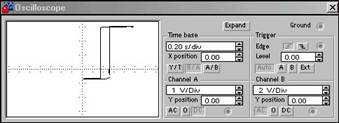 Oscilloscope
Expand
Ground
Time base
0.20 s/Div
X position 0.00
Y/T B/A A/B
Trigger
Edge
Level 0.00
Auto A B Ext
Channel A
1 V/Div
Y position 0.00
AC 0 DC
Channel B
2 V/Div
Y position 0.00
AC 0 DC